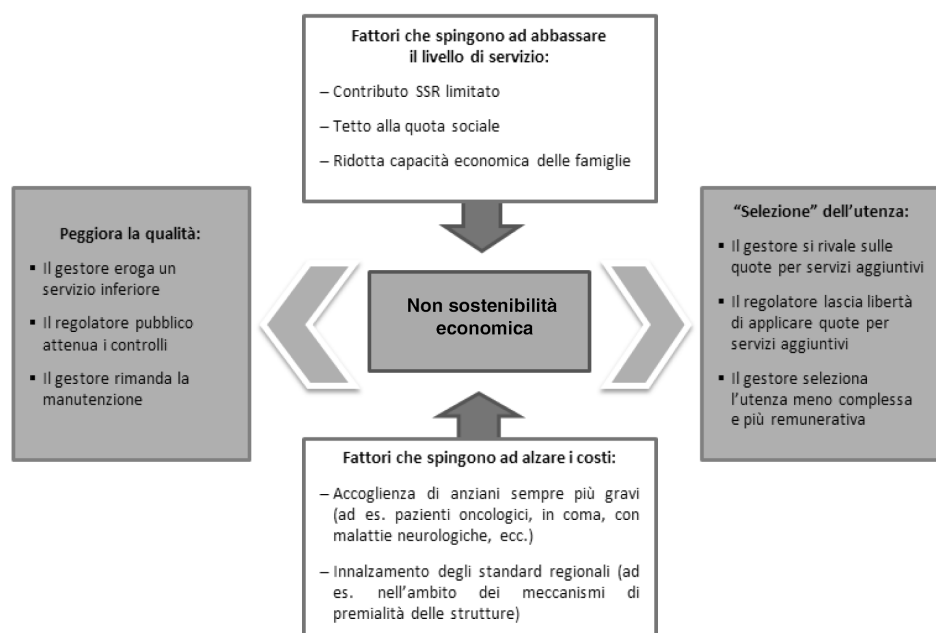 Fattori che spingono ad abbassare
il livello di servizio:
– Contributo SSR limitato
– Tetto alla quota sociale
– Ridotta capacità economica delle famiglie
Peggiora la qualità:
▪ Il gestore eroga un
servizio inferiore
▪ Il regolatore pubblico
attenua i controlli
▪ Il gestore rimanda la
manutenzione
Non sostenibilità
economica
“Selezione” dell’utenza:
▪ Il gestore si rivale sulle
quote per servizi aggiuntivi
▪ Il regolatore lascia libertà
di applicare quote per
servizi aggiuntivi
▪ Il gestore seleziona
l’utenza meno complessa
e più remunerativa
Fattori che spingono ad alzare i costi:
– Accoglienza di anziani sempre più gravi
(ad es. pazienti oncologici, in coma, con
malattie neurologiche, ecc.)
– Innalzamento degli standard regionali (ad
es. nell’ambito dei meccanismi di
premialità delle strutture)